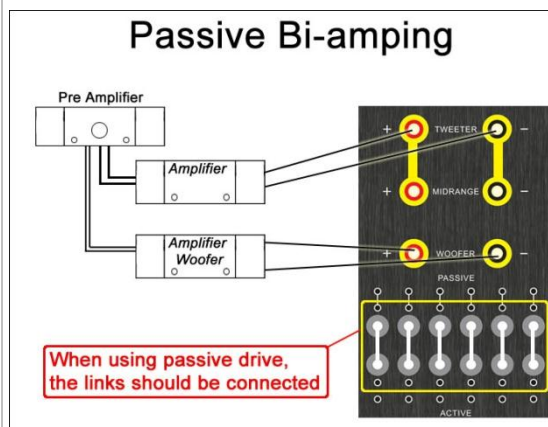 Passive Bi-amping
Pre Amplifier
Amplifier
Amplifier
Woofer
+ TWEETER −
+ MIDRANGE −
+ WOOFER −
PASSIVE
When using passive drive,
the links should be connected
ACTIVE